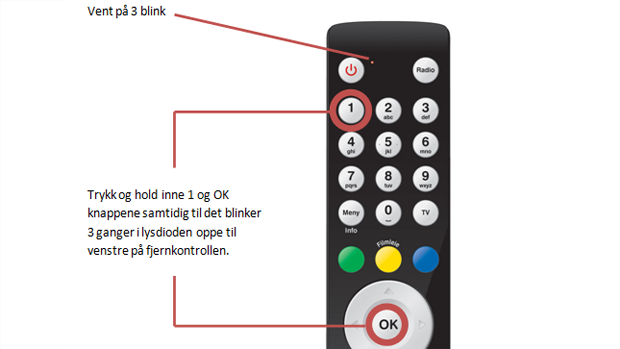 Vent på 3 blink
Radio
1
2
abc
3
def
4
ghi
5
jkl
6
mno
7
pqrs
8
tuv
9
wxyz
Trykk og hold inne 1 og OK
knappene samtidig til det blinker
3 ganger i lysdioden oppe til
venstre på fjernkontrollen.
Meny
0
TV
Info
Filmleie
OK